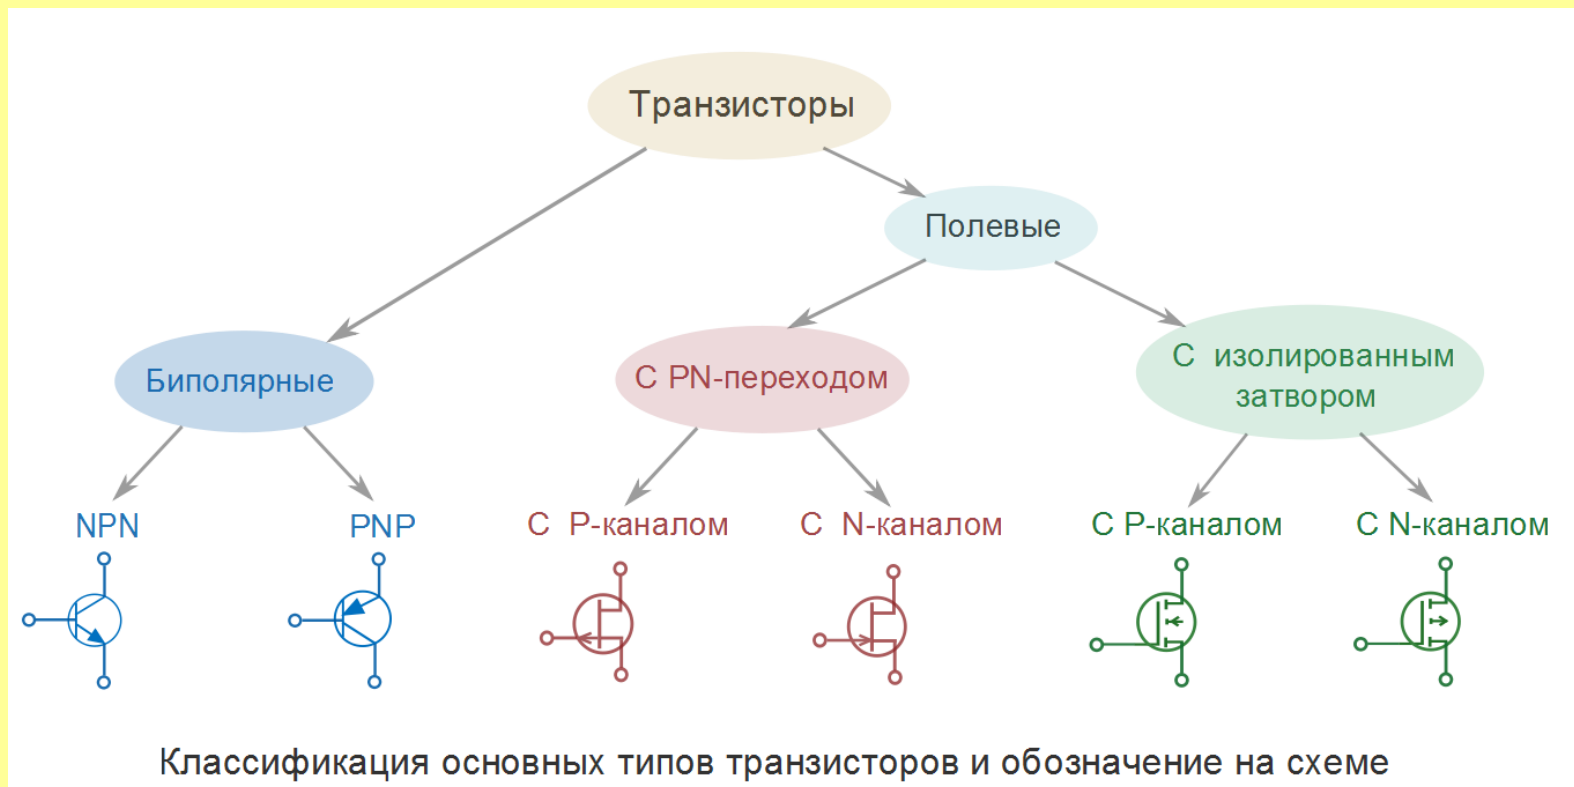 Транзисторы
Полевые
Биполярные
С PN-переходом
С изолированным
затвором
NPN
PNP
С P-каналом
С N-каналом
С P-каналом
С N-каналом
Классификация основных типов транзисторов и обозначение на схеме